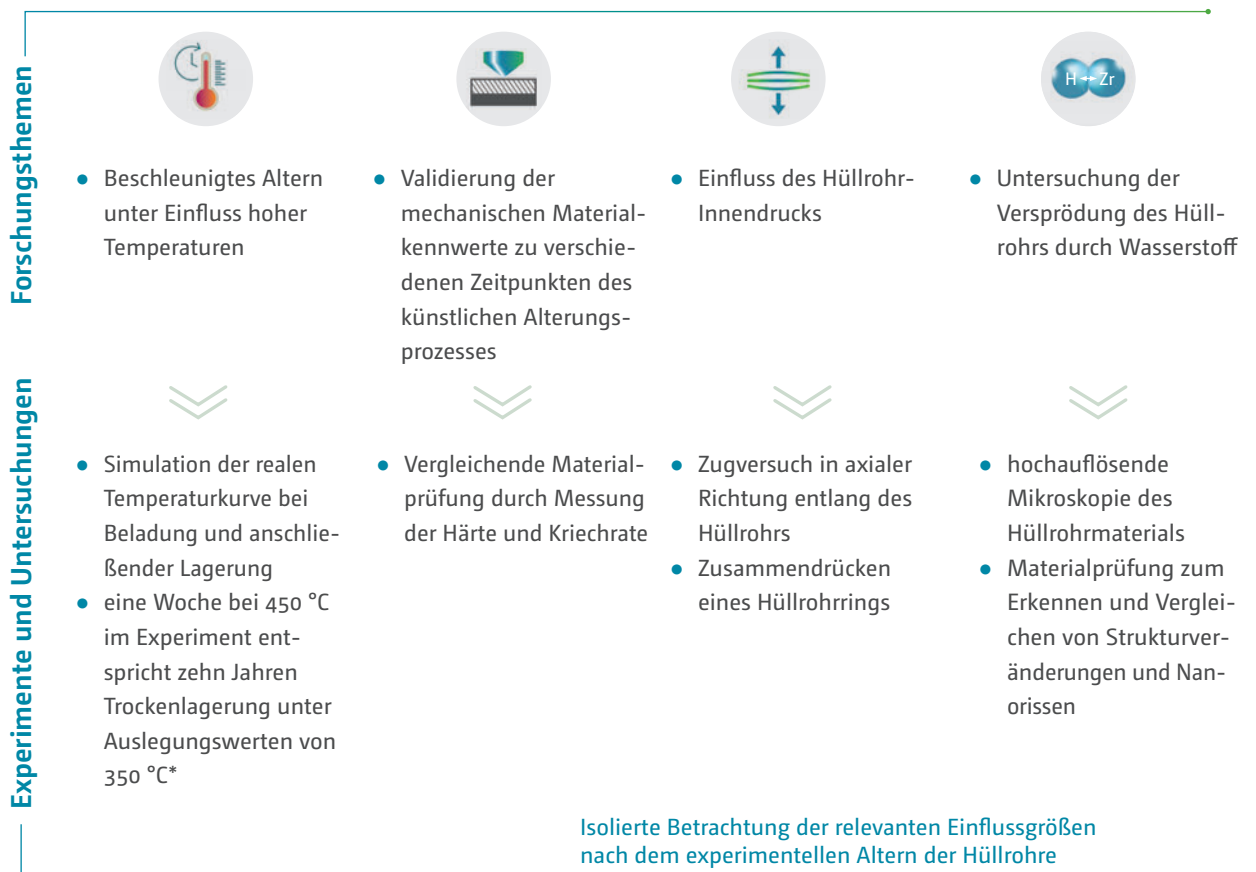 Forschungsthemen
H ↔ Zr
● Beschleunigtes Altern
unter Einfluss hoher
Temperaturen
● Validierung der
mechanischen Material-
kennwerte zu verschie-
denen Zeitpunkten des
künstlichen Alterungs-
prozesses
● Einfluss des Hüllrohr-
Innendrucks
● Untersuchung der
Versprödung des Hüll-
rohrs durch Wasserstoff
Experimente und Untersuchungen
● Simulation der realen
Temperaturkurve bei
Beladung und anschlie-
ßender Lagerung
● eine Woche bei 450 °C
im Experiment ent-
spricht zehn Jahren
Trockenlagerung unter
Auslegungswerten von
350 °C*
● Vergleichende Material-
prüfung durch Messung
der Härte und Kriechrate
● Zugversuch in axialer
Richtung entlang des
Hüllrohrs
● Zusammendrücken
eines Hüllrohrrings
● hochauflösende
Mikroskopie des
Hüllrohrmaterials
● Materialprüfung zum
Erkennen und Verglei-
chen von Strukturver-
änderungen und Nan-
orissen
Isolierte Betrachtung der relevanten Einflussgrößen
nach dem experimentellen Altern der Hüllrohre